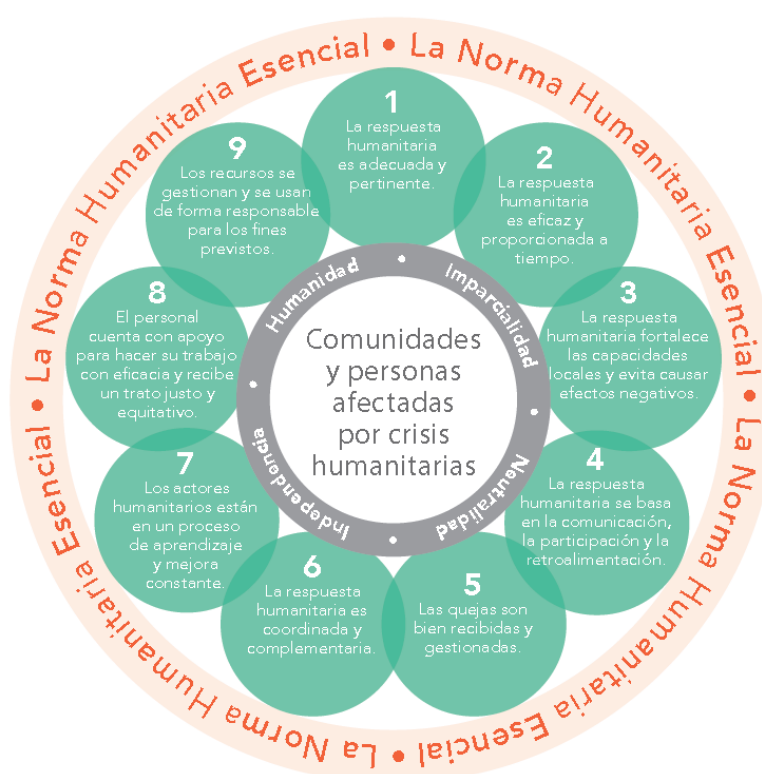 La Norma Humanitaria Esencial • La Norma Humanitaria Esencial • La Norma Humanitaria Esencial • La Norma Humanitaria Esencial •
1
La respuesta
humanitaria
es adecuada y
pertinente.
2
La respuesta
humanitaria
es eficaz y
proporcionada a
tiempo.
3
La respuesta
humanitaria fortalece
las capacidades
locales y evita causar
efectos negativos.
4
La respuesta
humanitaria se basa
en la comunicación,
la participación y la
retroalimentación.
5
Las quejas son
bien recibidas y
gestionadas.
6
La respuesta
humanitaria es
coordinada y
complementaria.
7
Los actores
humanitarios están
en un proceso
de aprendizaje
y mejora
constante.
8
El personal
cuenta con apoyo
para hacer su trabajo
con eficacia y recibe
un trato justo y
equitativo.
9
Los recursos se
gestionan y se usan
de forma responsable
para los fines
previstos.
Humanidad • Imparcialidad • Neutralidad • Independencia •
Comunidades
y personas
afectadas
por crisis
humanitarias